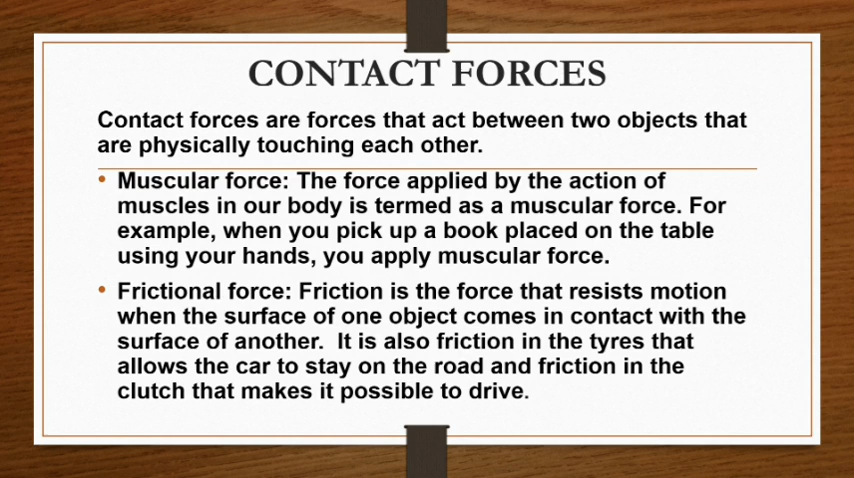 CONTACT FORCES
Contact forces are forces that act between two objects that
are physically touching each other.
• Muscular force: The force applied by the action of
muscles in our body is termed as a muscular force. For
example, when you pick up a book placed on the table
using your hands, you apply muscular force.
• Frictional force: Friction is the force that resists motion
when the surface of one object comes in contact with the
surface of another.  It is also friction in the tyres that
allows the car to stay on the road and friction in the
clutch that makes it possible to drive.